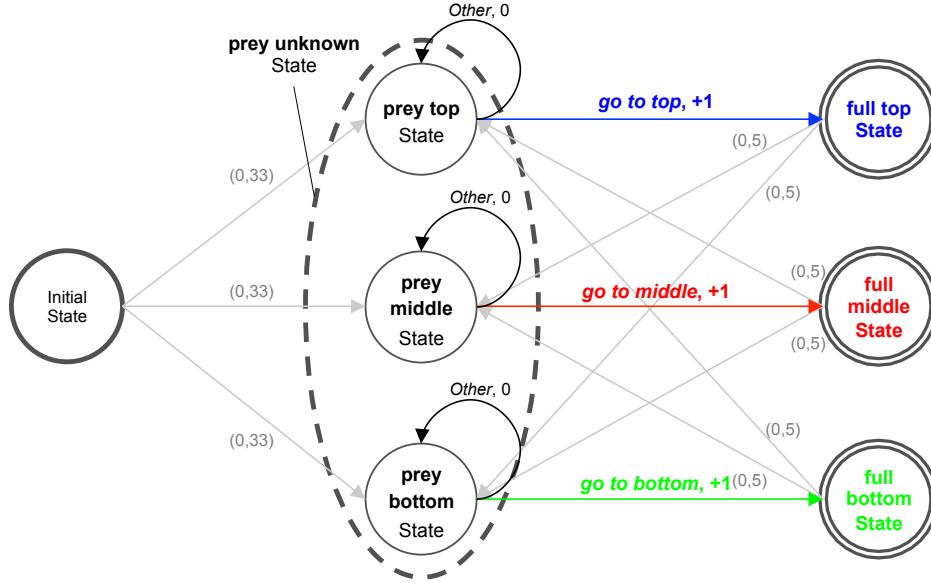 Other, 0
prey unknown
State
prey top
State
go to top, +1
full top
State
(0,5)
(0,33)
(0,5)
Other, 0
Initial
State
(0,33)
prey
middle
State
go to middle, +1
(0,5)
full
middle
State
(0,5)
Other, 0
(0,33)
(0,5)
prey
bottom
State
go to bottom, +1
(0,5)
full
bottom
State